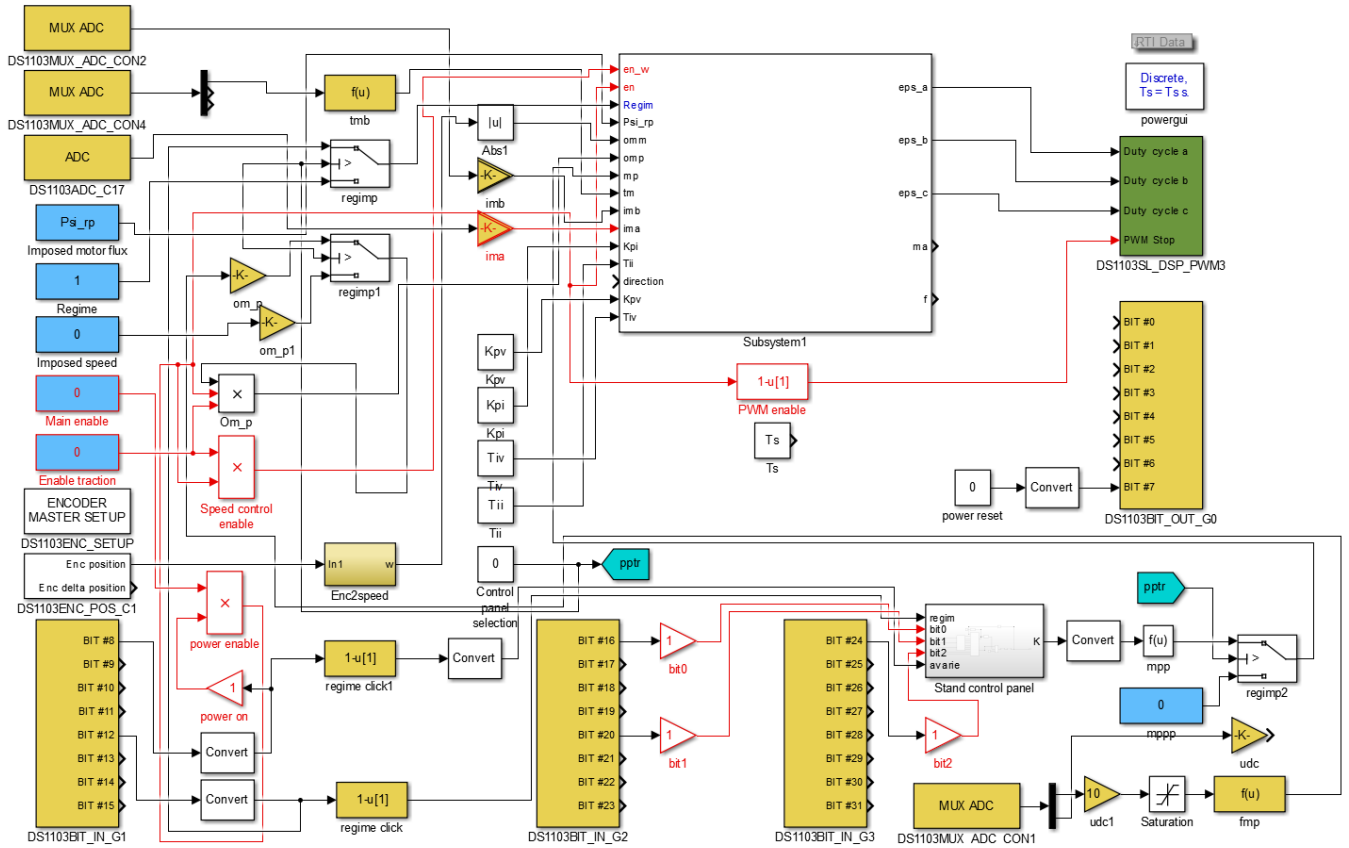 MUX ADC
DS1103MUX_ADC_CON2
MUX ADC
DS1103MUX_ADC_CON4
ADC
DS1103ADC_C17
Psi_rp
Imposed motor flux
1
Regime
0
Imposed speed
0
Main enable
0
Enable traction
ENCODER
MASTER SETUP
DS1103ENC_SETUP
Enc position
Enc delta position
DS1103ENC_POS_C1
BIT #8
BIT #9
BIT #10
BIT #11
BIT #12
BIT #13
BIT #14
BIT #15
DS1103BIT_IN_G1
f(u)
tmb
>
regimp
>
regimp1
-K-
om_p
-K-
om_p1
×
Om_p
×
Speed control
enable
×
power enable
1
power on
Convert
Convert
In1
w
Enc2speed
1-u[1]
regime click1
1-u[1]
regime click
Convert
|u|
Abs1
-K-
imb
-K-
ima
Kpv
Kpv
Kpi
Kpi
Tiv
Tiv
Tii
Tii
0
Control
panel
selection
pptr
en_w
en
Regim
Psi_rp
omm
omp
mp
tm
imb
ima
Kpi
Tii
direction
Kpv
Tiv
eps_a
eps_b
eps_c
ma
f
Subsystem1
1-u[1]
PWM enable
Ts
Ts
RTI Data
Discrete,
Ts = Ts s.
powergui
Duty cycle a
Duty cycle b
Duty cycle c
PWM Stop
DS1103SL_DSP_PWM3
BIT #0
BIT #1
BIT #2
BIT #3
BIT #4
BIT #5
BIT #6
BIT #7
DS1103BIT_OUT_G0
0
power reset
Convert
BIT #16
BIT #17
BIT #18
BIT #19
BIT #20
BIT #21
BIT #22
BIT #23
DS1103BIT_IN_G2
1
bit0
1
bit1
BIT #24
BIT #25
BIT #26
BIT #27
BIT #28
BIT #29
BIT #30
BIT #31
DS1103BIT_IN_G3
1
bit2
regim
bit0
bit1
bit2
avarie
K
Stand control panel
Convert
f(u)
mpp
pptr
>
regimp2
0
mppp
-K-
udc
MUX ADC
DS1103MUX_ADC_CON1
10
udc1
Saturation
f(u)
fmp